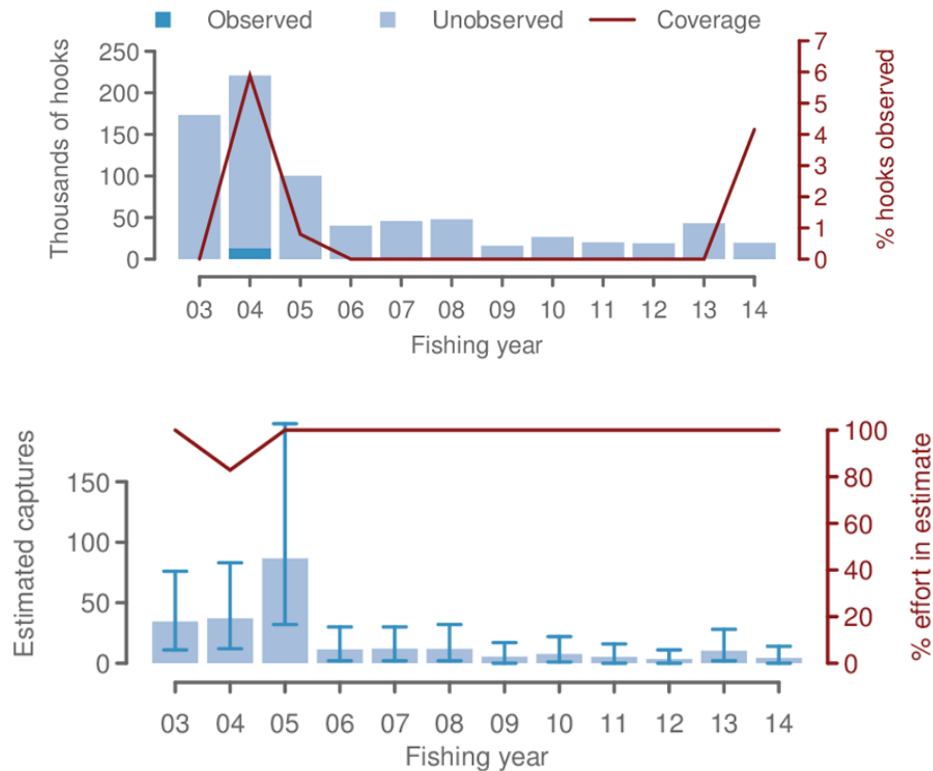 Observed Unobserved Coverage
Thousands of hooks
250
200
150
100
50
0
7
6
5
4
3
2
1
0
% hooks observed
03 04 05 06 07 08 09 10 11 12 13 14
Fishing year
Estimated captures
150
100
50
0
100
80
60
40
20
0
% effort in estimate
03 04 05 06 07 08 09 10 11 12 13 14
Fishing year